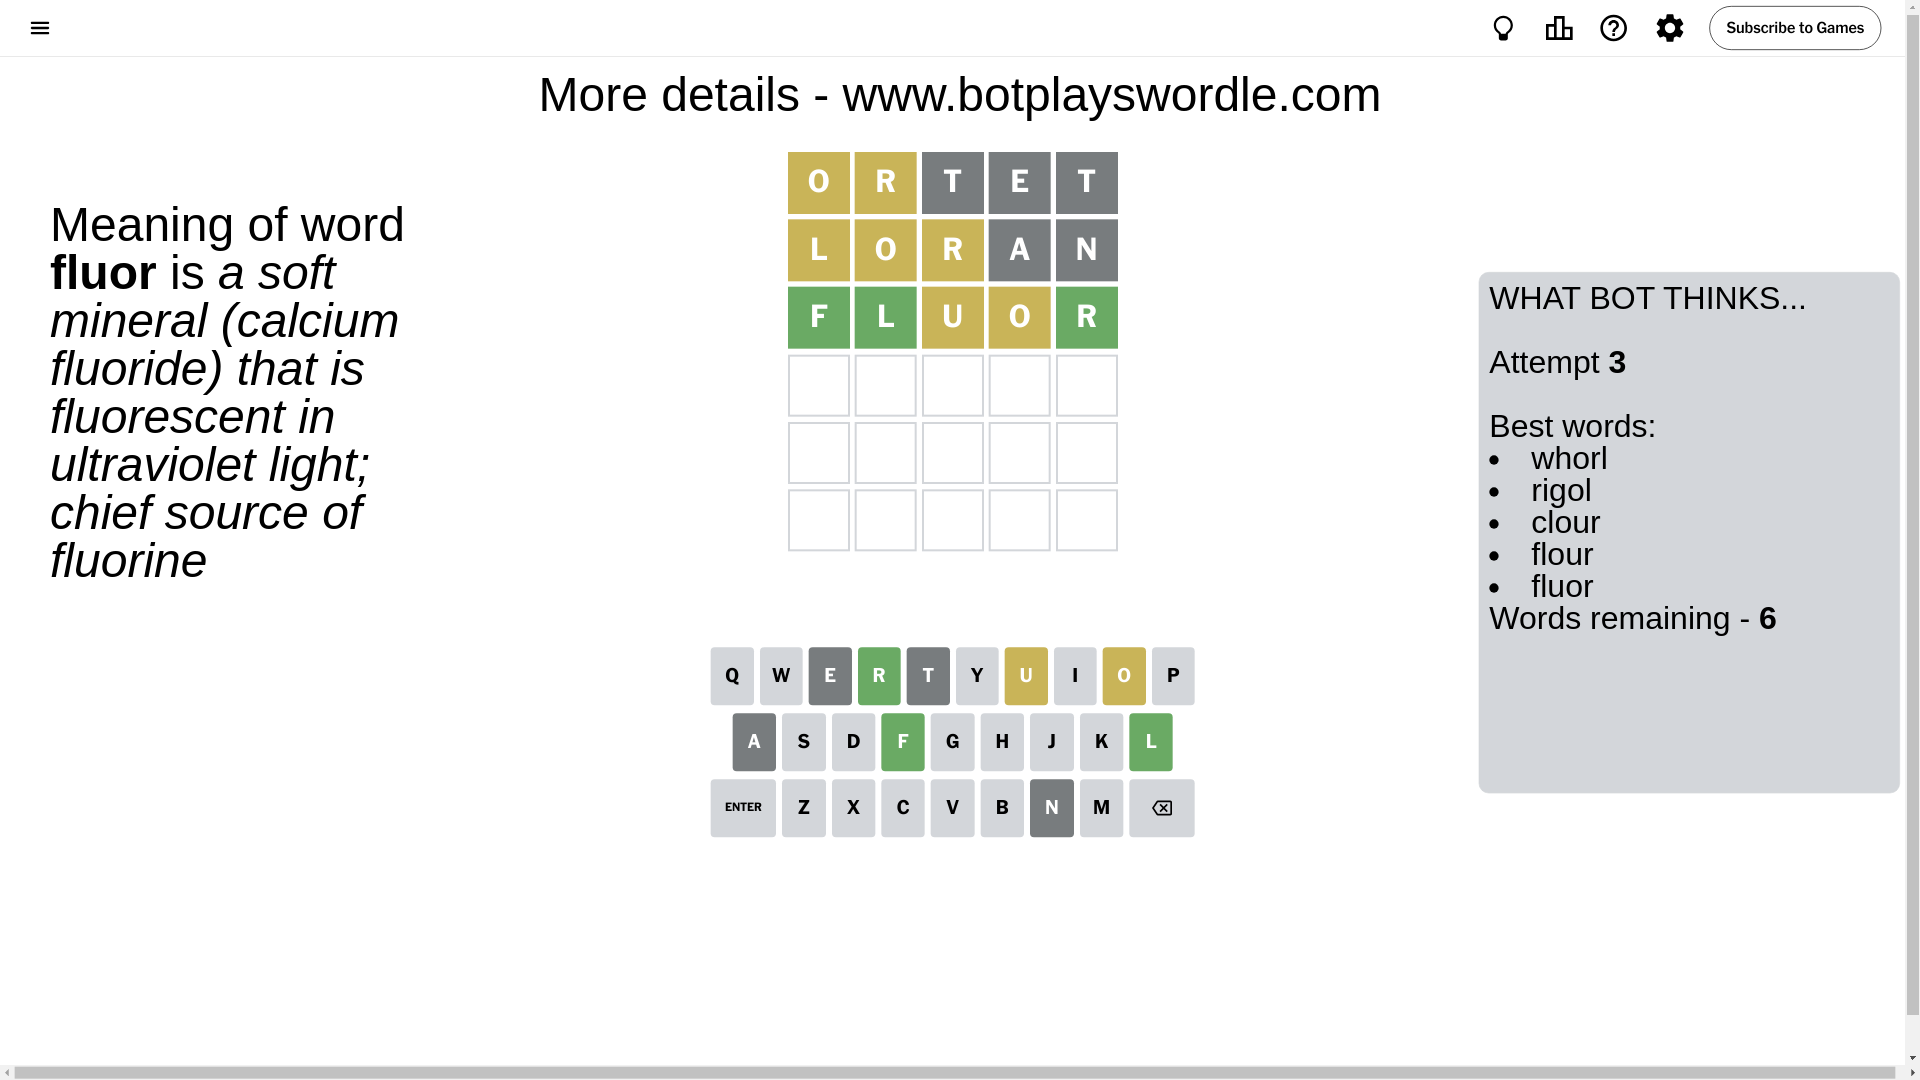 Subscribe to Games
More details - www.botplayswordle.com
Meaning of word
fluor is a soft
mineral (calcium
fluoride) that is
fluorescent in
ultraviolet light;
chief source of
fluorine
O R T E T
L O R A N
F L U O R
WHAT BOT THINKS...
Attempt 3
Best words:
• whorl
• rigol
• clour
• flour
• fluor
Words remaining - 6
Q W E R T Y U I O P
A S D F G H J K L
ENTER Z X C V B N M